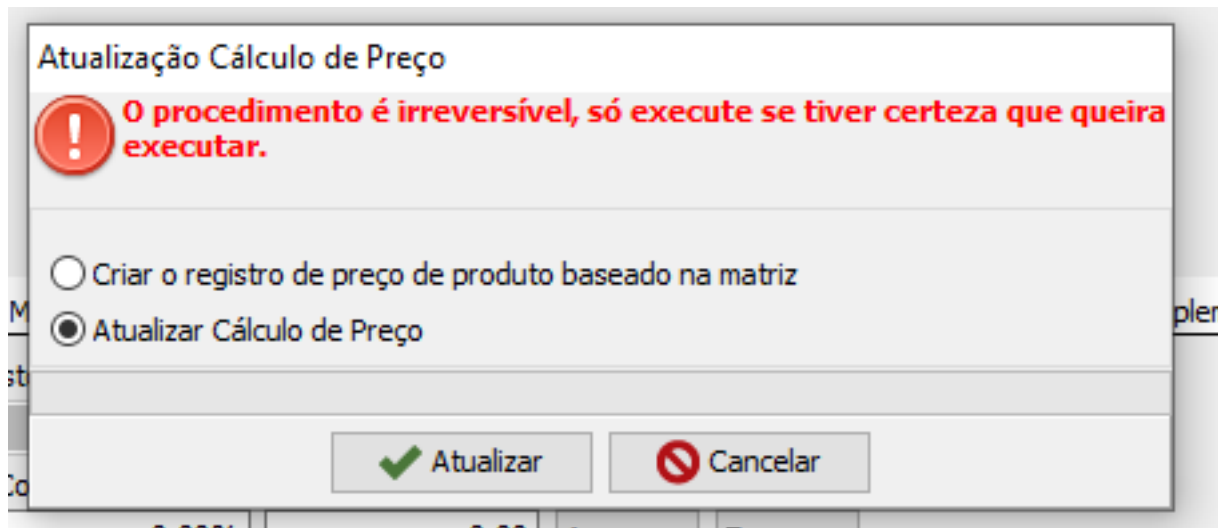 Atualização Cálculo de Preço
O procedimento é irreversível, só execute se tiver certeza que queira
executar.
Criar o registro de preço de produto baseado na matriz
Atualizar Cálculo de Preço
Atualizar
Cancelar